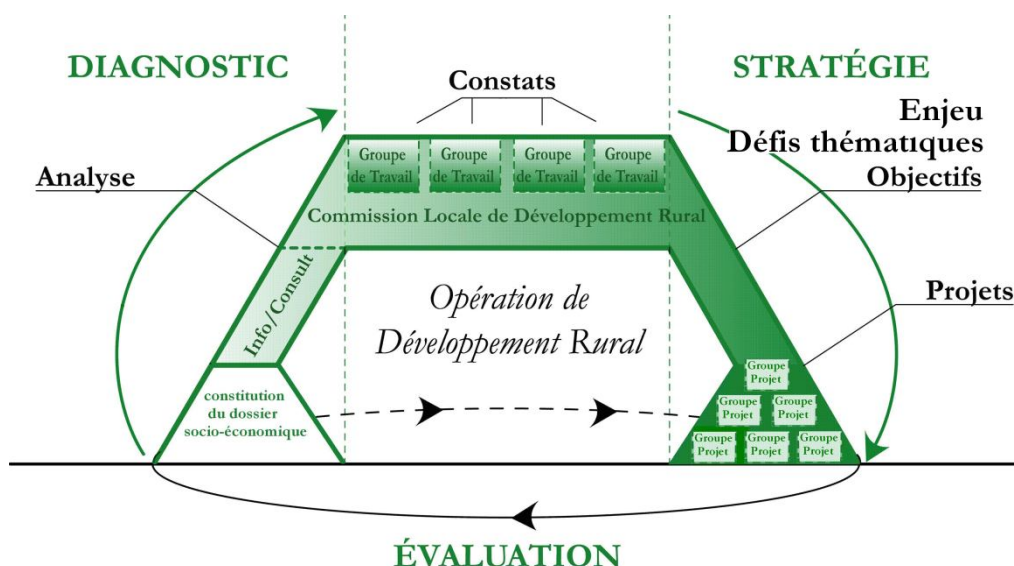 DIAGNOSTIC
STRATÉGIE
Constats
Enjeu
Défis thématiques
Objectifs
Analyse
Groupe
de Travail
Groupe
de Travail
Groupe
de Travail
Groupe
de Travail
Commission Locale de Développement Rural
Info/Consult
Opération de
Développement Rural
Projets
constitution
du dossier
socio-économique
Groupe
Projet
Groupe
Projet
Groupe
Projet
Groupe
Projet
Groupe
Projet
Groupe
Projet
ÉVALUATION